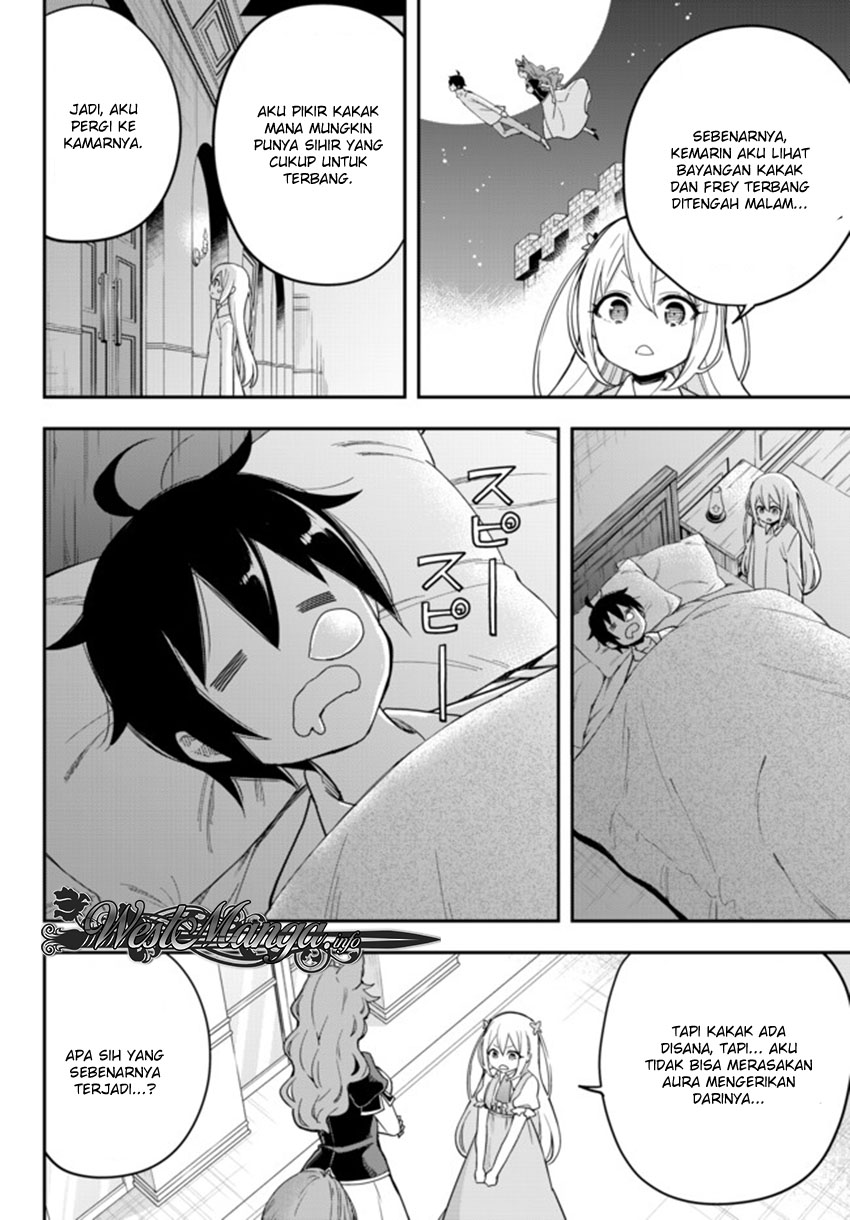 SEBENARNYA,
KEMARIN AKU LIHAT
BAYANGAN KAKAK
DAN FREY TERBANG
DITENGAH MALAM...
AKU PIKIR KAKAK
MANA MUNGKIN
PUNYA SIHIR YANG
CUKUP UNTUK
TERBANG.
JADI, AKU
PERGI KE
KAMARNYA.
スピー
スピー
TAPI KAKAK ADA
DISANA, TAPI... AKU
TIDAK BISA MERASAKAN
AURA MENGERIKAN
DARINYA...
APA SIH YANG
SEBENARNYA
TERJADI...?
WestManga.info